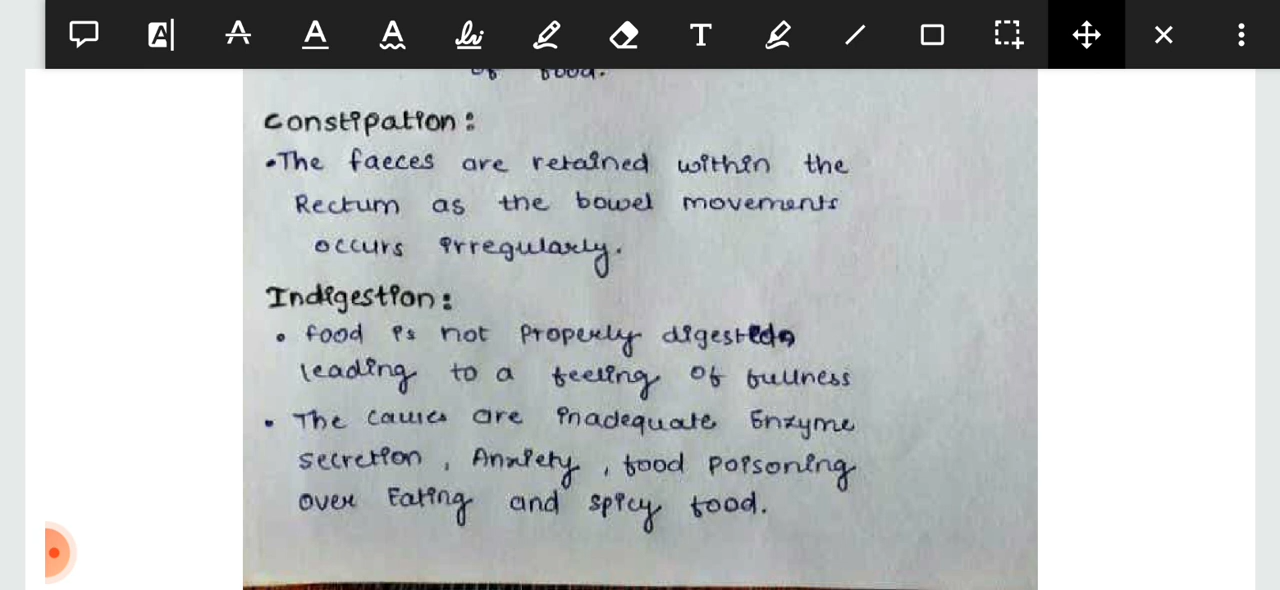 of food.
Constipation :
•The faeces are retained within the
Rectum as the bowel movements
occurs irregularly.
Indigestion :
• food is not properly digested,
leading to a feeling of fullness
• The causes are inadequate Enzyme
secretion , Anxiety , food poisoning
over Eating and spicy food.